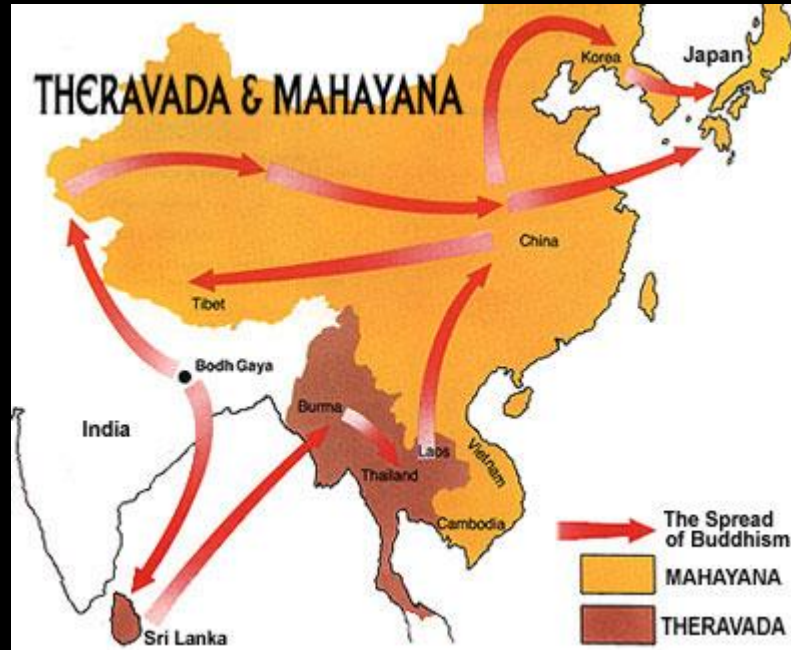 THERAVADA & MAHAYANA
Korea
Japan
China
Tibet
Bodh Gaya
India
Burma
Laos
Vietnam
Thailand
Cambodia
Sri Lanka
The Spread
of Buddhism
MAHAYANA
THERAVADA